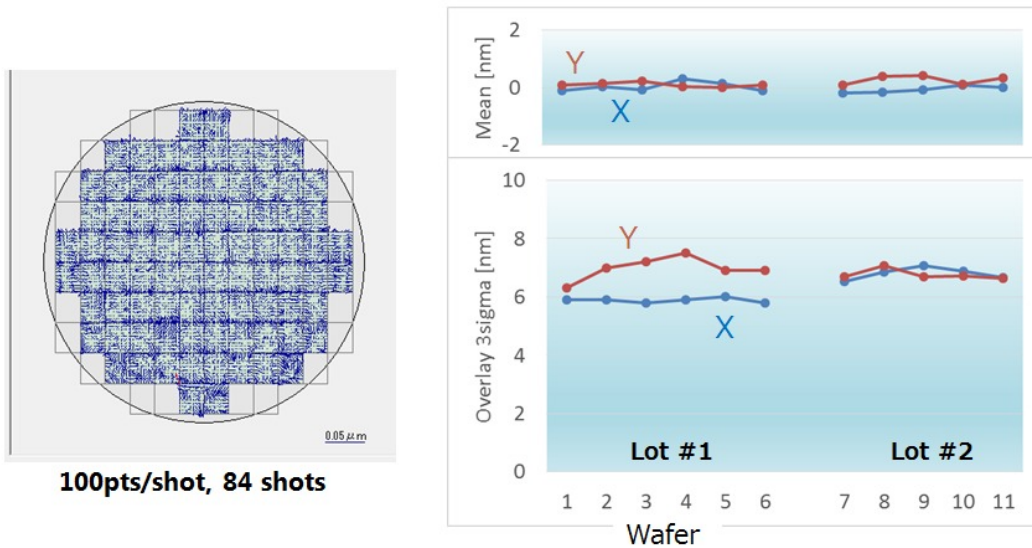 0.05μm
100pts/shot, 84 shots
Mean [nm]
2
0
-2
Y
X
Overlay 3sigma [nm]
10
8
6
4
2
0
Y
X
Lot #1
Lot #2
1 2 3 4 5 6 7 8 9 10 11
Wafer